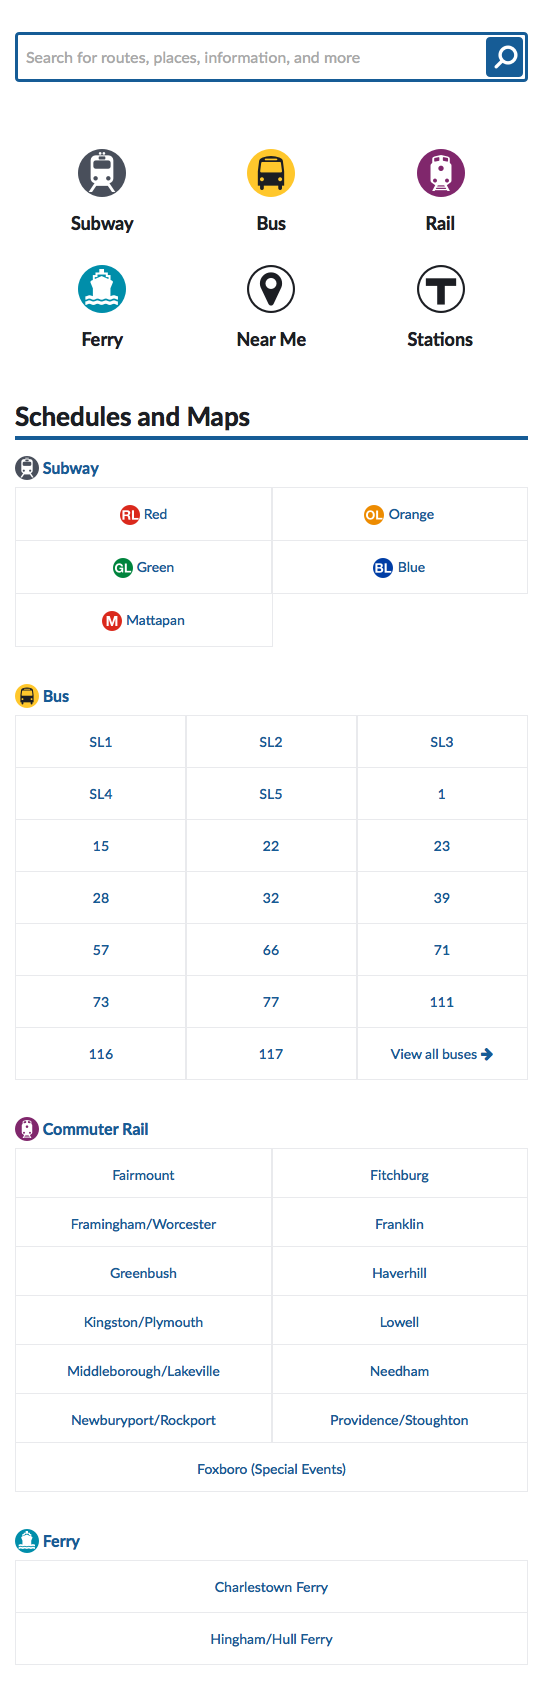 Search for routes, places, information, and more
Subway Bus Rail
Ferry Near Me Stations
Schedules and Maps
Subway
RL Red OL Orange
GL Green BL Blue
M Mattapan
Bus
SL1 SL2 SL3
SL4 SL5 1
15 22 23
28 32 39
57 66 71
73 77 111
116 117 View all buses
Commuter Rail
Fairmount Fitchburg
Framingham/Worcester Franklin
Greenbush Haverhill
Kingston/Plymouth Lowell
Middleborough/Lakeville Needham
Newburyport/Rockport Providence/Stoughton
Foxboro (Special Events)
Ferry
Charlestown Ferry
Hingham/Hull Ferry